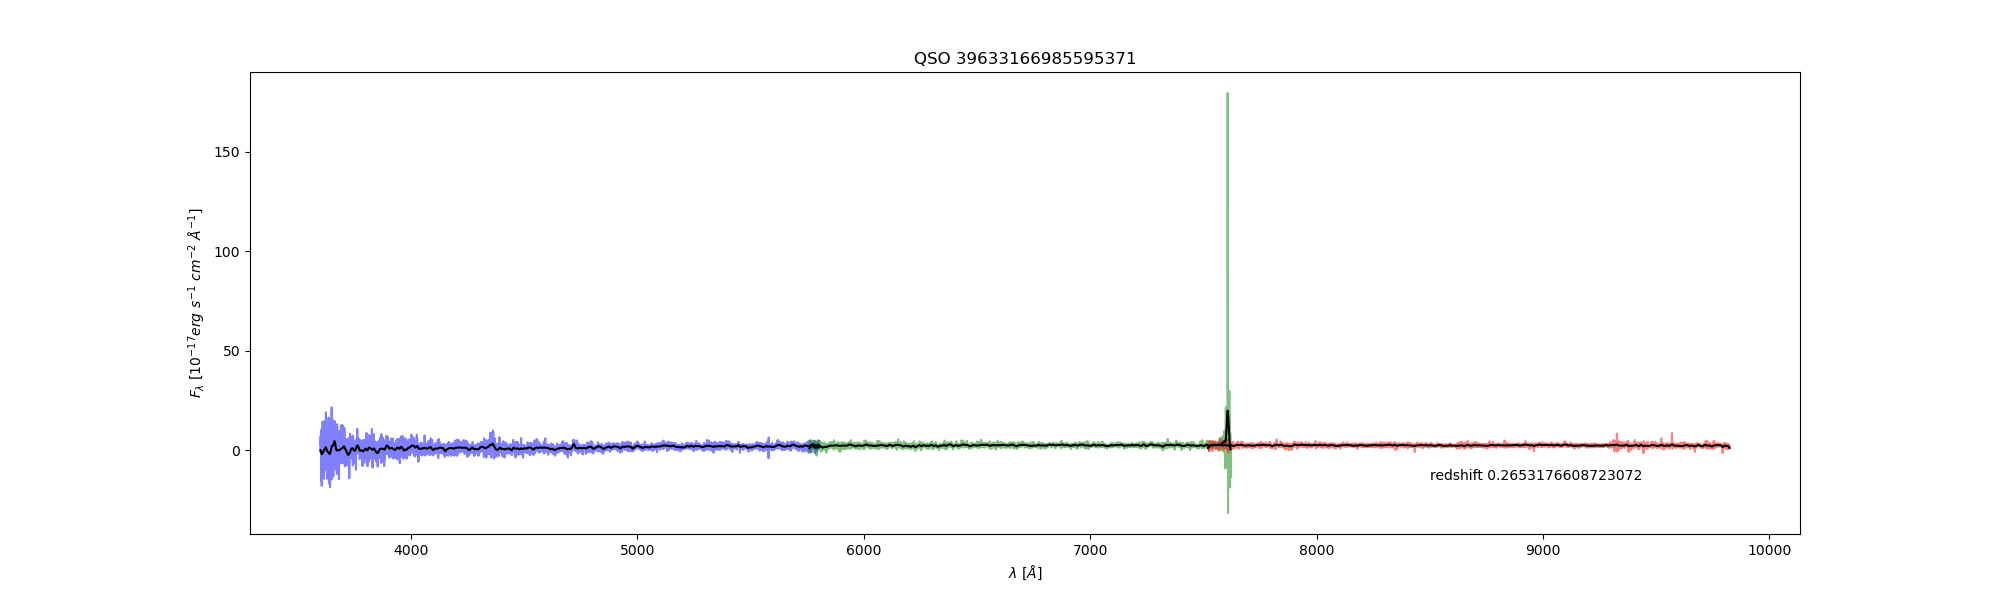 QSO 39633166985595371
F_λ [10^{-17} erg s^{-1} cm^{-2} Å^{-1}]
150
100
50
0
redshift 0.2653176608723072
4000 5000 6000 7000 8000 9000 10000
λ [Å]